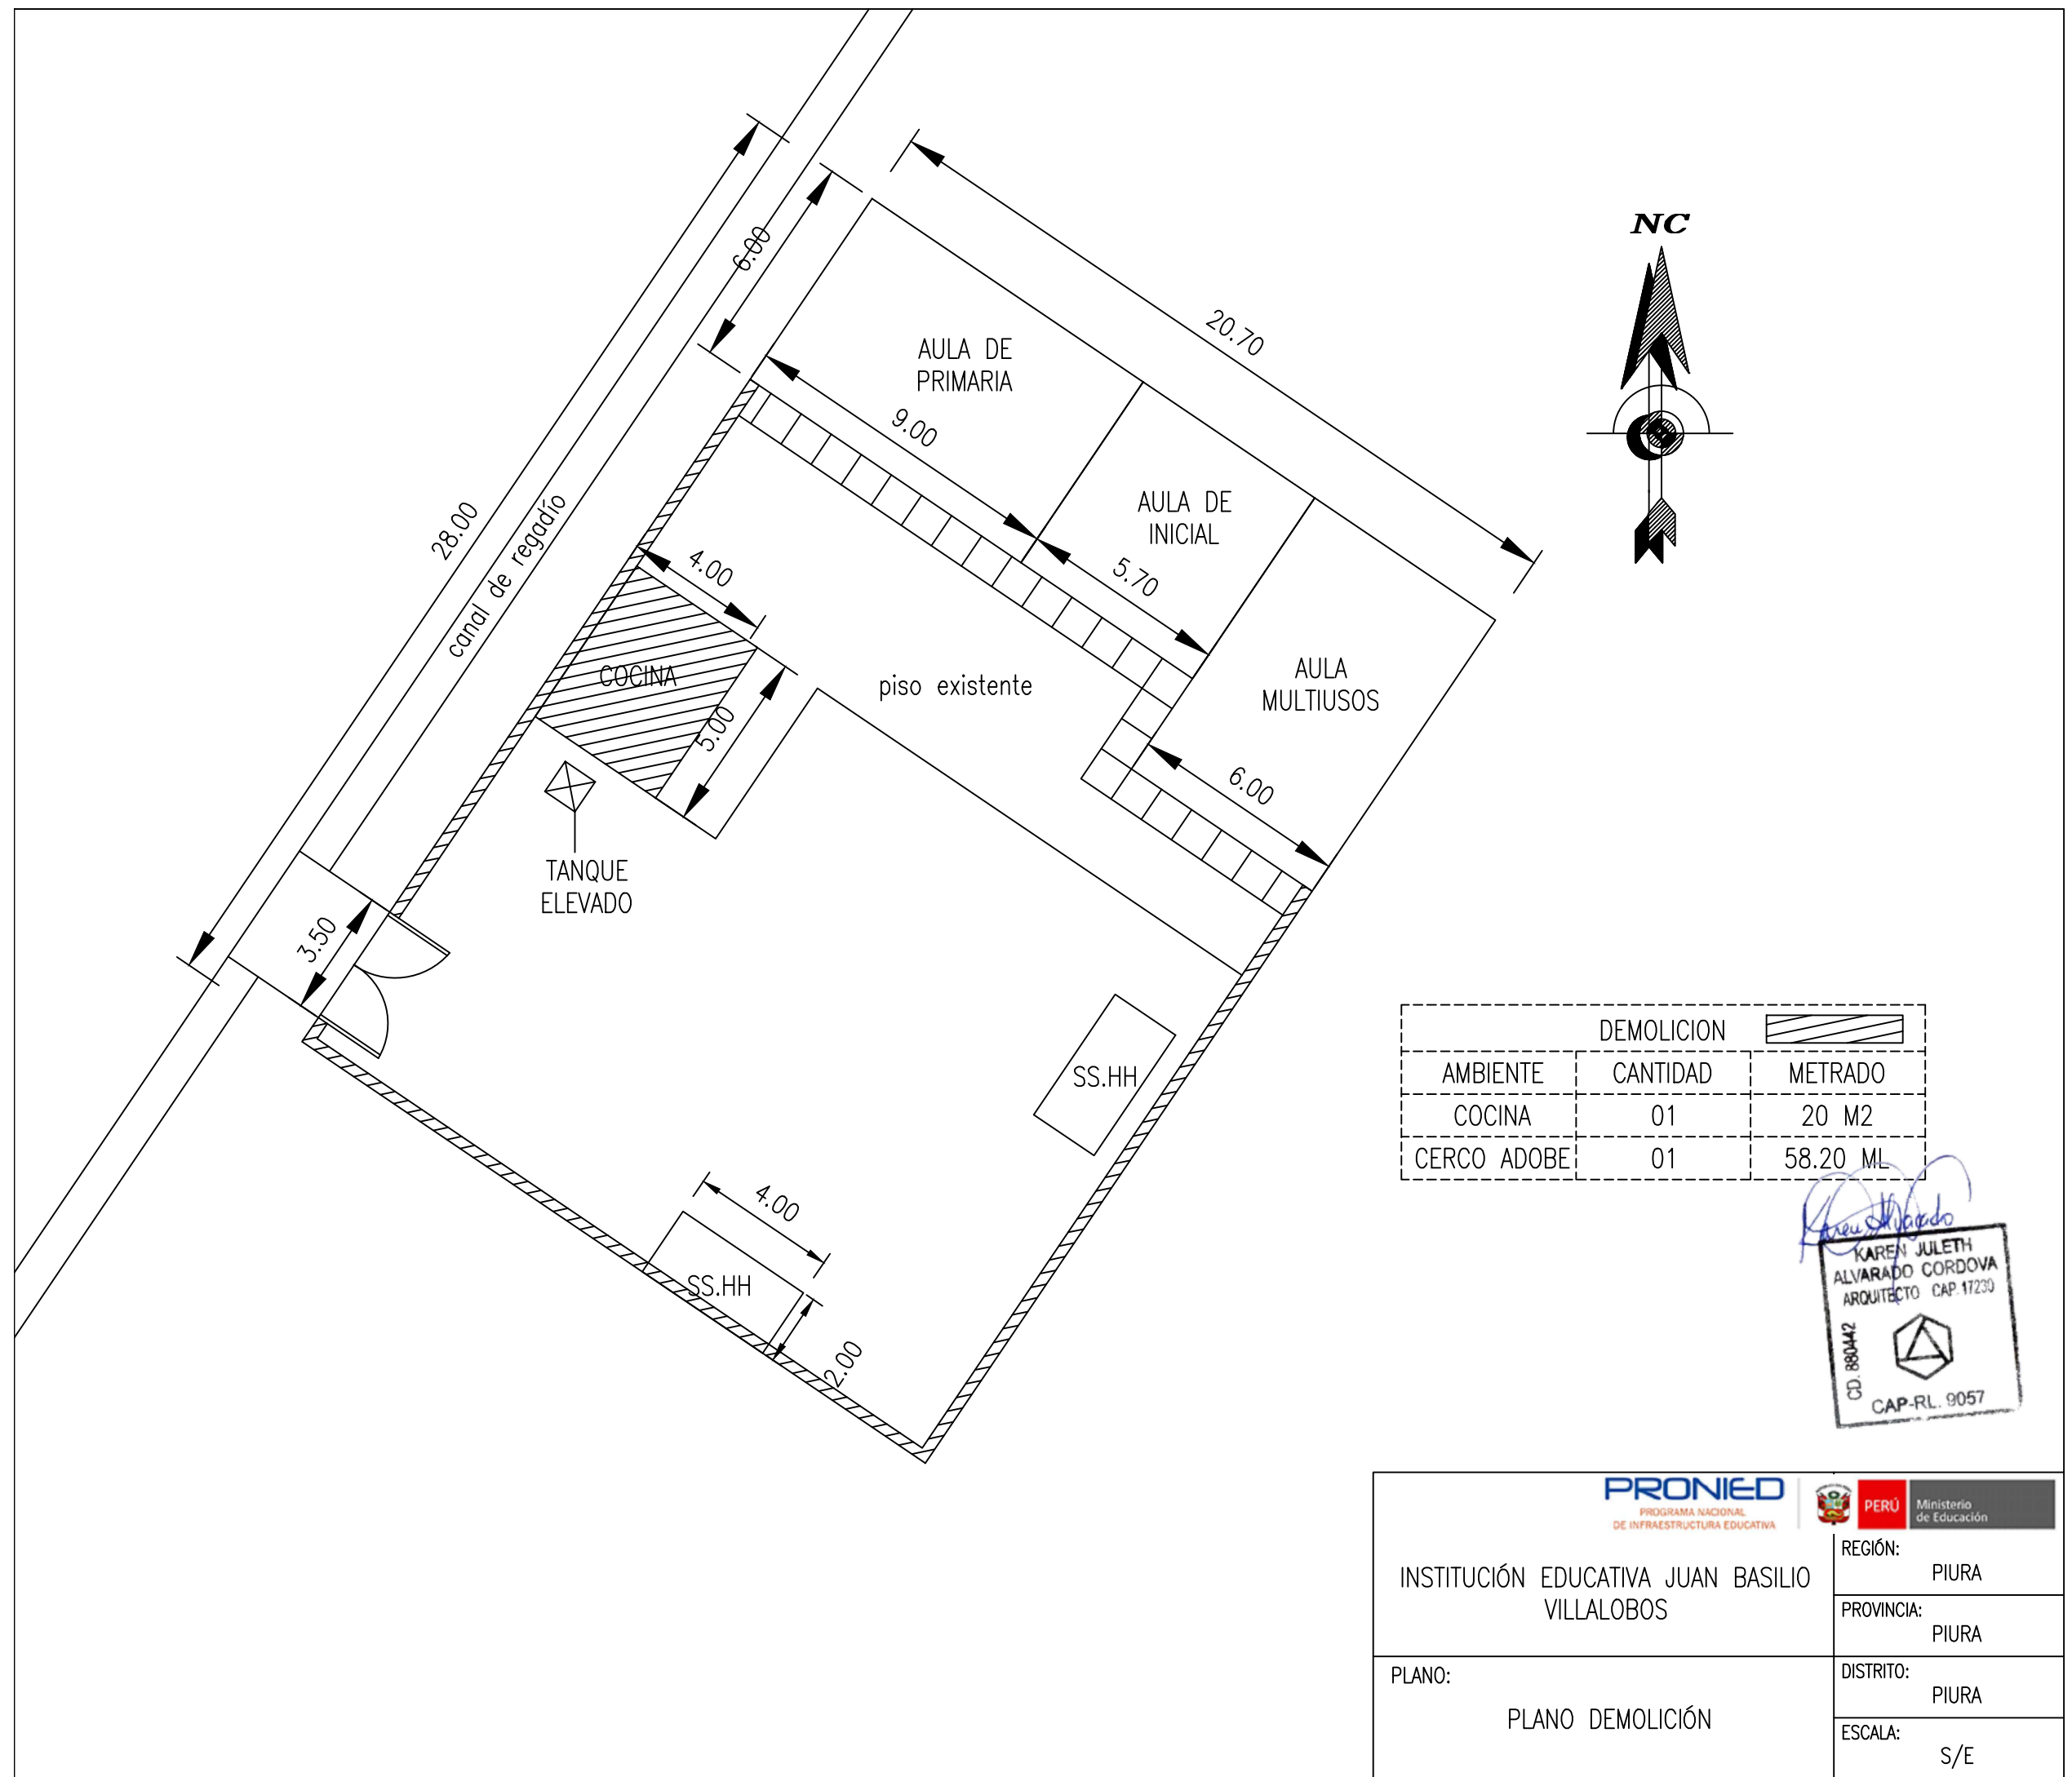 NC
20.70
6.00
28.00
canal de regadío
AULA DE
PRIMARIA
9.00
AULA DE
INICIAL
5.70
4.00
COCINA
5.00
piso existente
AULA
MULTIUSOS
6.00
TANQUE
ELEVADO
3.50
SS.HH
4.00
SS.HH
2.00
DEMOLICION
AMBIENTE CANTIDAD METRADO
COCINA 01 20 M2
CERCO ADOBE 01 58.20 ML
Karen Alvarado
KAREN JULETH
ALVARADO CORDOVA
ARQUITECTO CAP. 17230
CD. 880442
CAP-RL. 9057
PRONIED
PROGRAMA NACIONAL
DE INFRAESTRUCTURA EDUCATIVA
PERÚ
Ministerio
de Educación
INSTITUCIÓN EDUCATIVA JUAN BASILIO
VILLALOBOS
REGIÓN:
PIURA
PROVINCIA:
PIURA
PLANO:
PLANO DEMOLICIÓN
DISTRITO:
PIURA
ESCALA:
S/E